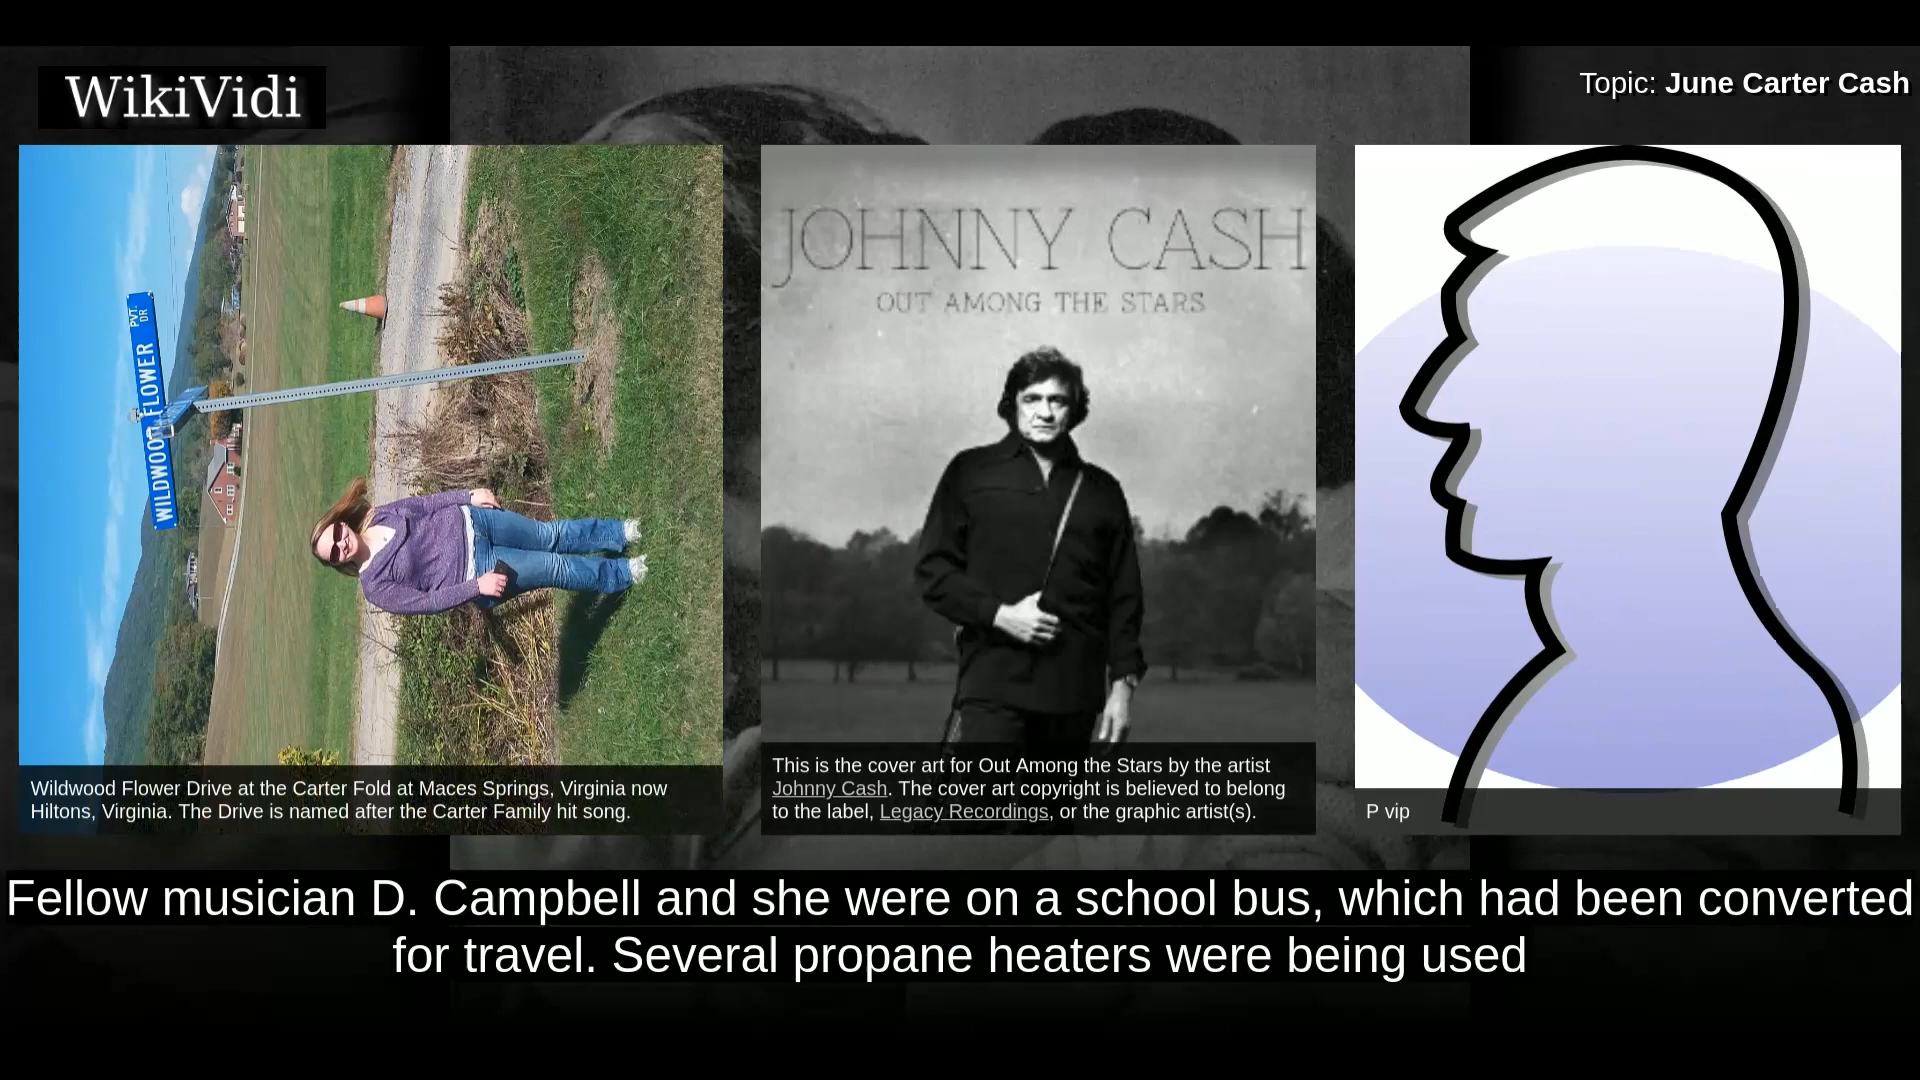 WikiVidi
Topic: June Carter Cash
WILDWOOD FLOWER PVT.
DR
JOHNNY CASH
OUT AMONG THE STARS
Wildwood Flower Drive at the Carter Fold at Maces Springs, Virginia now
Hiltons, Virginia. The Drive is named after the Carter Family hit song.
This is the cover art for Out Among the Stars by the artist
Johnny Cash. The cover art copyright is believed to belong
to the label, Legacy Recordings, or the graphic artist(s).
P vip
Fellow musician D. Campbell and she were on a school bus, which had been converted
for travel. Several propane heaters were being used